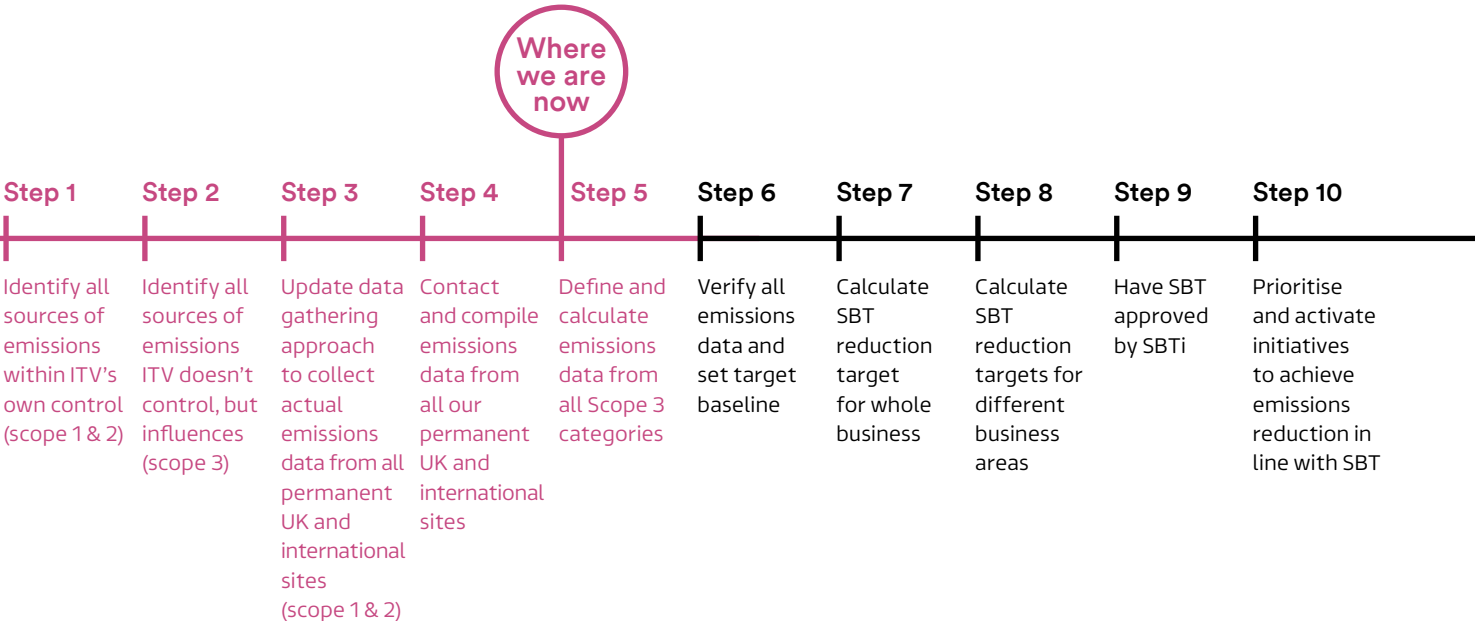 Where
we are
now
Step 1
Identify all
sources of
emissions
within ITV's
own control
(scope 1 & 2)
Step 2
Identify all
sources of
emissions
ITV doesn't
control, but
influences
(scope 3)
Step 3
Update data
gathering
approach
to collect
actual
emissions
data from all
permanent
UK and
international
sites
(scope 1 & 2)
Step 4
Contact
and compile
emissions
data from
all our
permanent
UK and
international
sites
Step 5
Define and
calculate
emissions
data from
all Scope 3
categories
Step 6
Verify all
emissions
data and
set target
baseline
Step 7
Calculate
SBT
reduction
target
for whole
business
Step 8
Calculate
SBT
reduction
targets for
different
business
areas
Step 9
Have SBT
approved
by SBTi
Step 10
Prioritise
and activate
initiatives
to achieve
emissions
reduction in
line with SBT